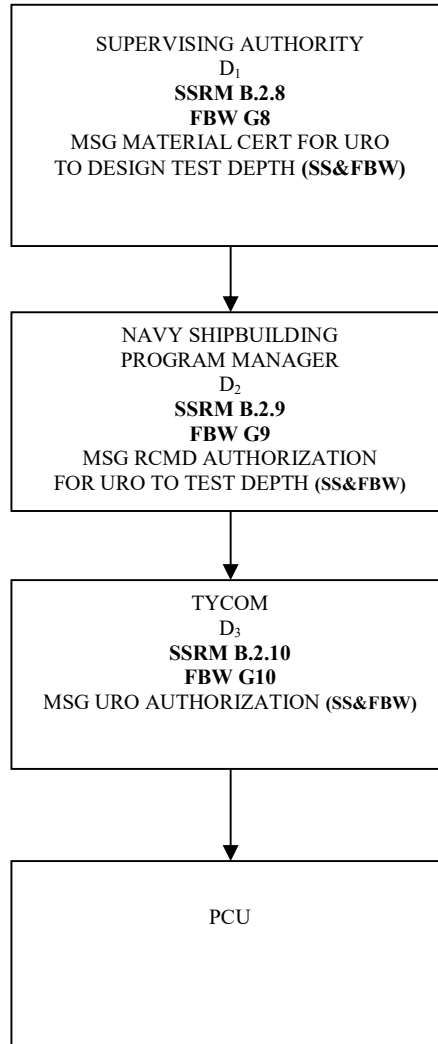 SUPERVISING AUTHORITY
D₁
SSRM B.2.8
FBW G8
MSG MATERIAL CERT FOR URO
TO DESIGN TEST DEPTH (SS&FBW)
NAVY SHIPBUILDING
PROGRAM MANAGER
D₂
SSRM B.2.9
FBW G9
MSG RCMD AUTHORIZATION
FOR URO TO TEST DEPTH (SS&FBW)
TYCOM
D₃
SSRM B.2.10
FBW G10
MSG URO AUTHORIZATION (SS&FBW)
PCU